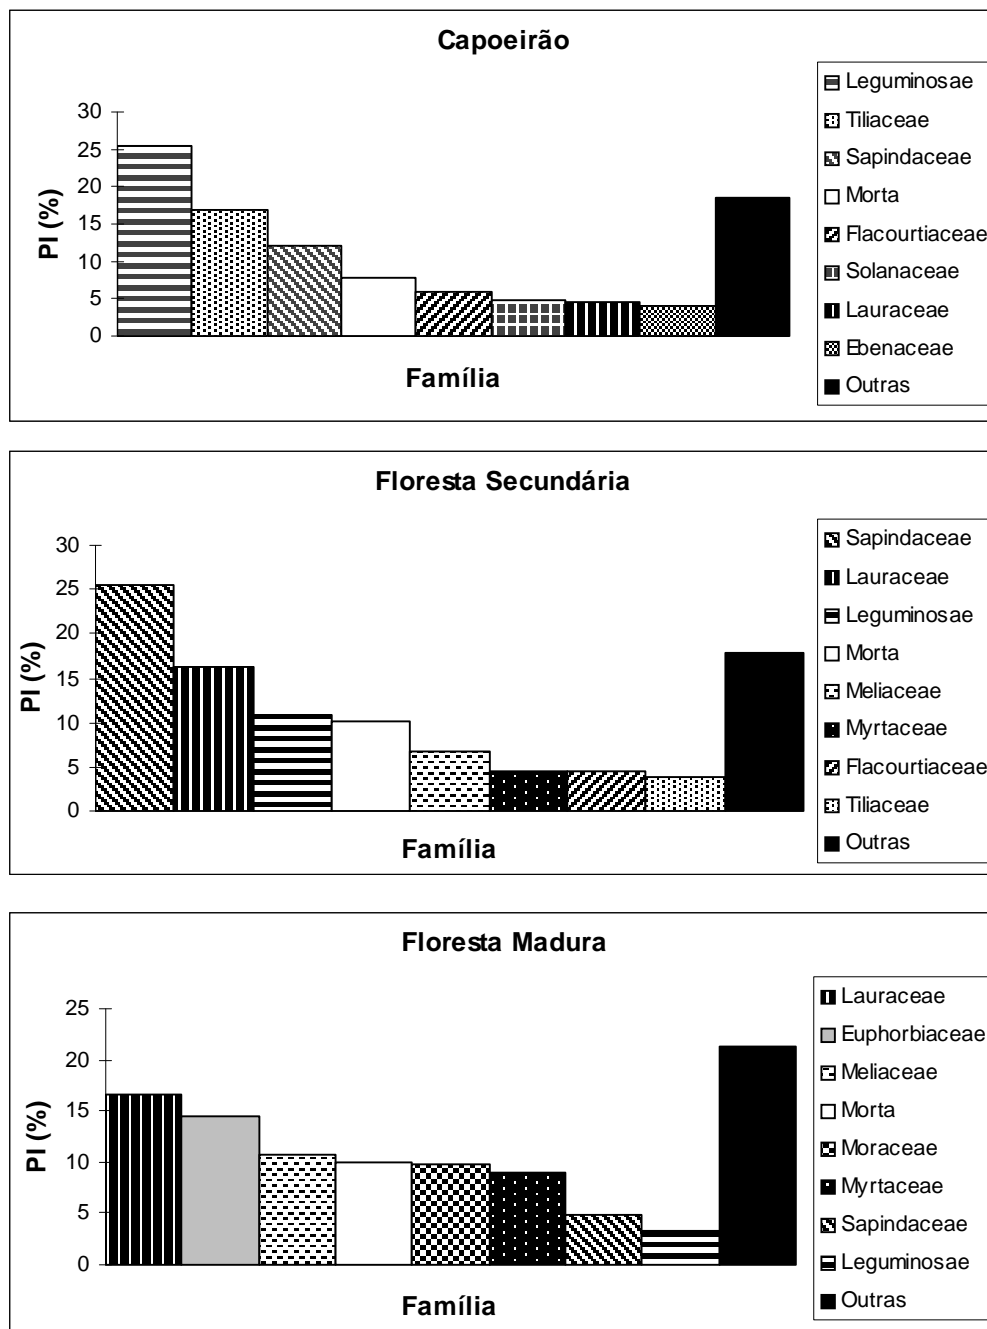 Capoeirão
30
25
20
15
10
5
0
PI (%)
Família
Leguminosae
Tiliaceae
Sapindaceae
Morta
Flacourtiaceae
Solanaceae
Lauraceae
Ebenaceae
Outras
Floresta Secundária
30
25
20
15
10
5
0
PI (%)
Família
Sapindaceae
Lauraceae
Leguminosae
Morta
Meliaceae
Myrtaceae
Flacourtiaceae
Tiliaceae
Outras
Floresta Madura
25
20
15
10
5
0
PI (%)
Família
Lauraceae
Euphorbiaceae
Meliaceae
Morta
Moraceae
Myrtaceae
Sapindaceae
Leguminosae
Outras